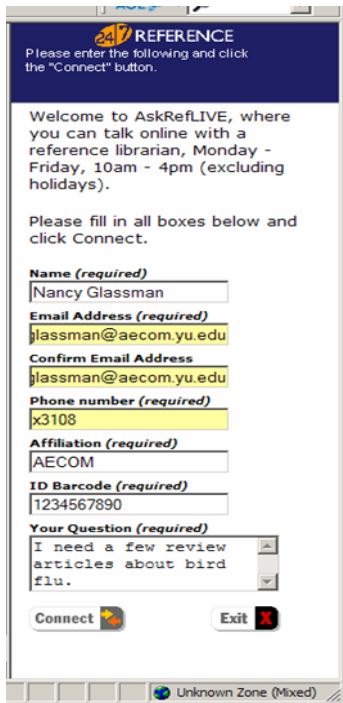 24/7 REFERENCE
Please enter the following and click
the "Connect" button.
Welcome to AskRefLIVE, where
you can talk online with a
reference librarian, Monday -
Friday, 10am - 4pm (excluding
holidays).
Please fill in all boxes below and
click Connect.
Name (required)
Nancy Glassman
Email Address (required)
glassman@aecom.yu.edu
Confirm Email Address
glassman@aecom.yu.edu
Phone number (required)
x3108
Affiliation (required)
AECOM
ID Barcode (required)
1234567890
Your Question (required)
I need a few review
articles about bird
flu.
Connect Exit X
Unknown Zone (Mixed)